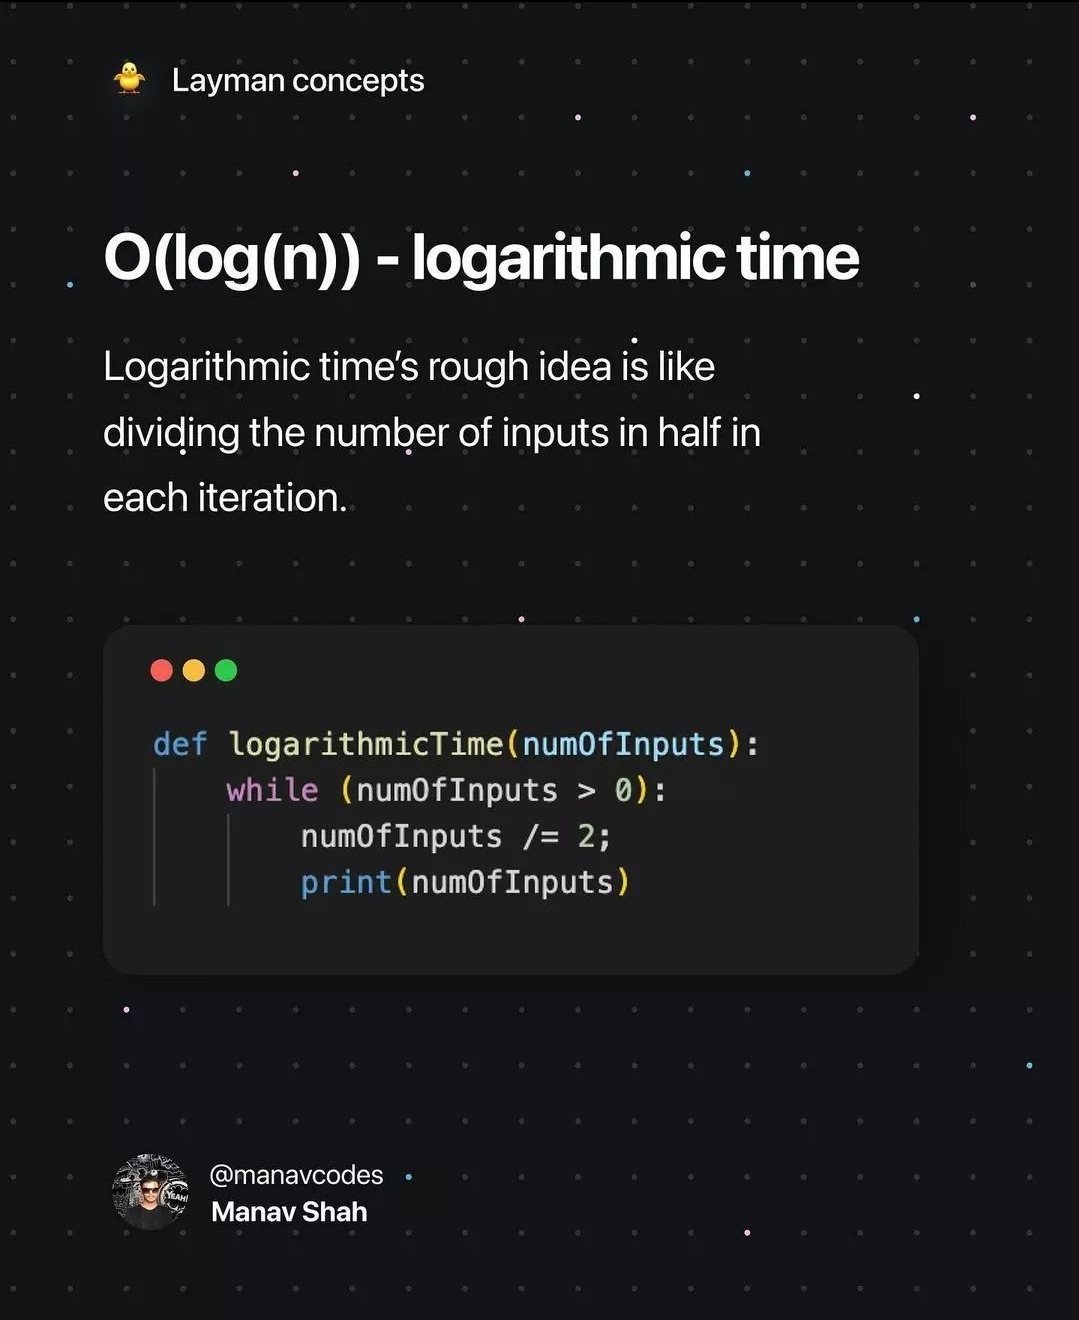 Layman concepts
O(log(n)) - logarithmic time
Logarithmic time’s rough idea is like
dividing the number of inputs in half in
each iteration.
def logarithmicTime(numOfInputs):
    while (numOfInputs > 0):
        numOfInputs /= 2;
        print(numOfInputs)
YEAH!
@manavcodes
Manav Shah